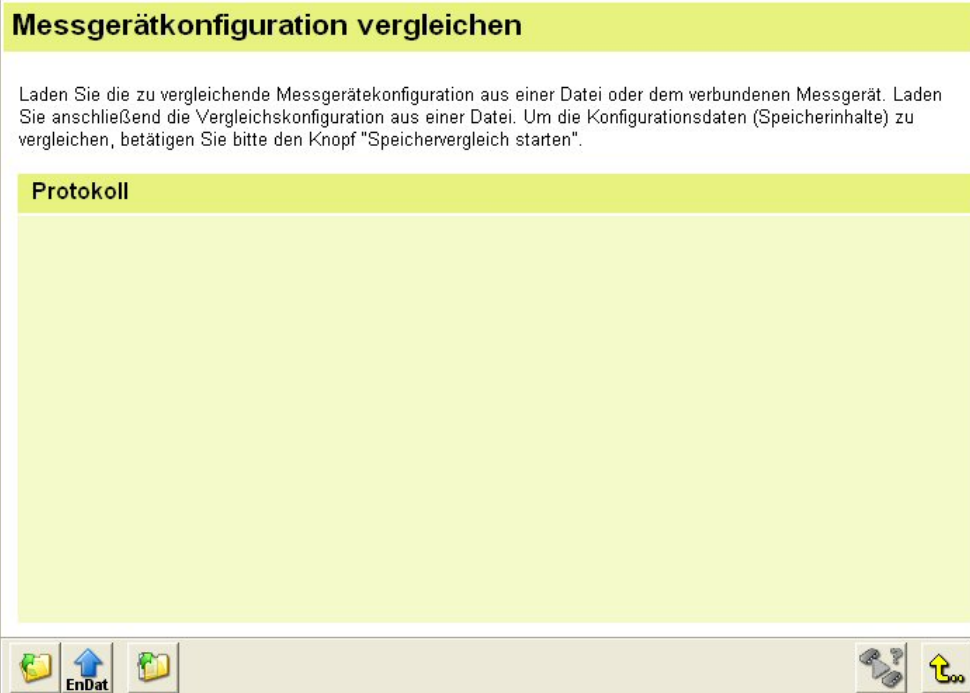 Messgerätkonfiguration vergleichen
Laden Sie die zu vergleichende Messgerätekonfiguration aus einer Datei oder dem verbundenen Messgerät. Laden
Sie anschließend die Vergleichskonfiguration aus einer Datei. Um die Konfigurationsdaten (Speicherinhalte) zu
vergleichen, betätigen Sie bitte den Knopf "Speichervergleich starten".
Protokoll
EnDat
?
...